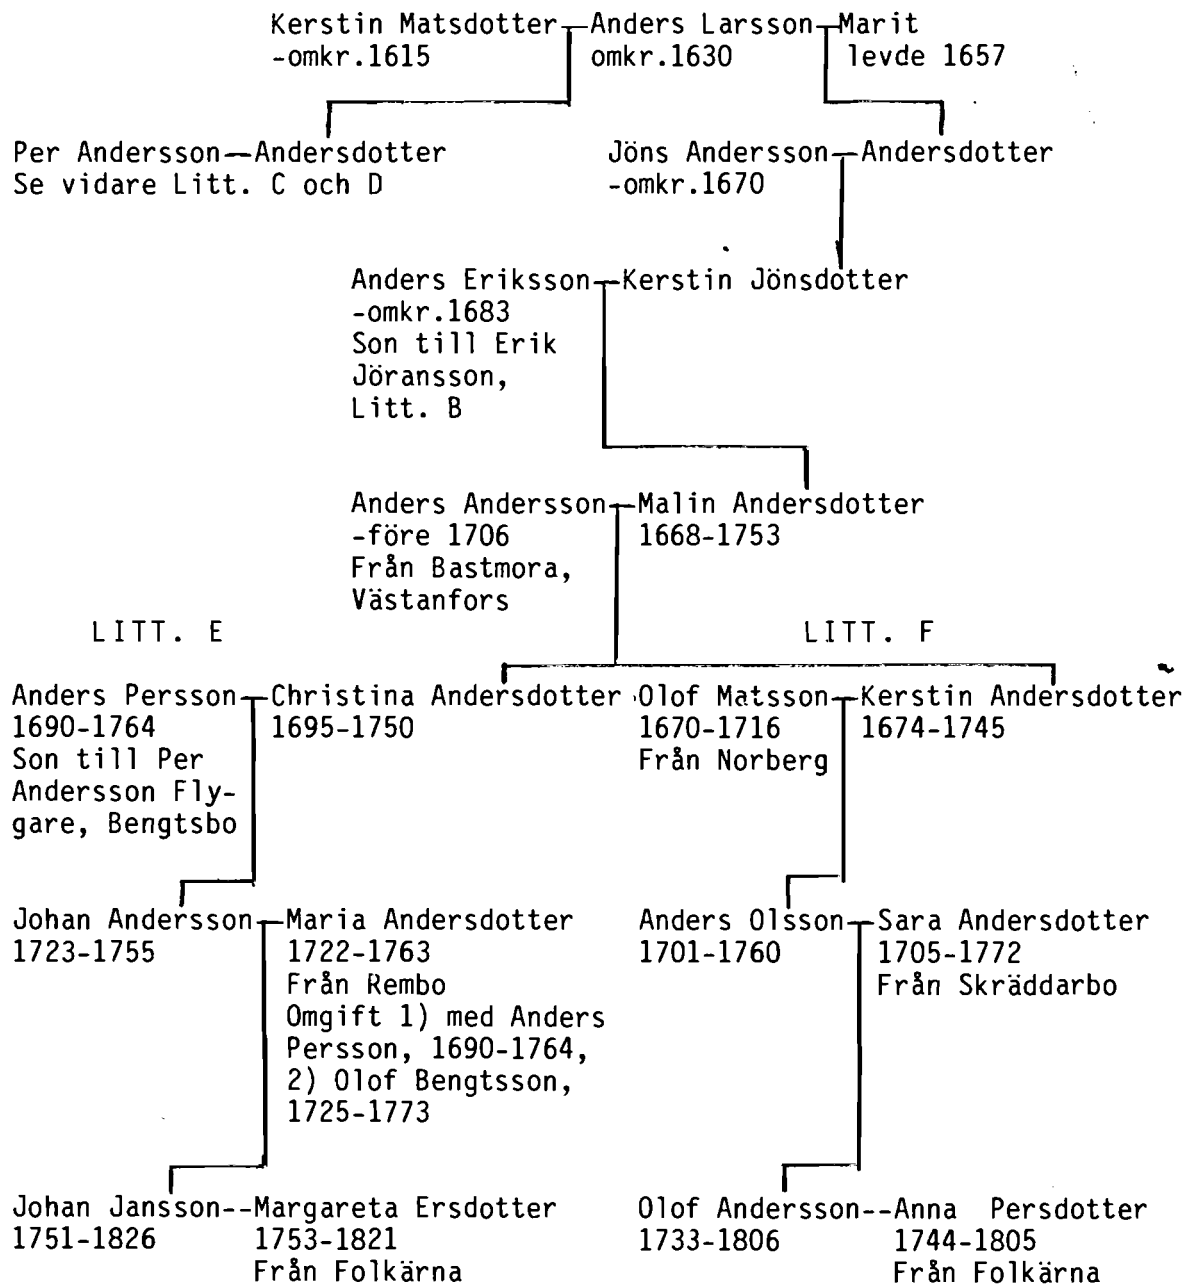 Kerstin Matsdotter Anders Larsson Marit
-omkr.1615 omkr.1630 levde 1657
Per Andersson—Andersdotter Jöns Andersson—Andersdotter
Se vidare Litt. C och D -omkr.1670
Anders Eriksson—Kerstin Jönsdotter
-omkr.1683
Son till Erik
Jöransson,
Litt. B
Anders Andersson—Malin Andersdotter
-före 1706 1668-1753
Från Bastmora,
Västanfors
LITT. E LITT. F
Anders Persson—Christina Andersdotter Olof Matsson—Kerstin Andersdotter
1690-1764 1695-1750 1670-1716 1674-1745
Son till Per Från Norberg
Andersson Fly-
gare, Bengtsbo
Johan Andersson—Maria Andersdotter Anders Olsson—Sara Andersdotter
1723-1755 1722-1763 1701-1760 1705-1772
Från Rembo Från Skräddarbo
Omgift 1) med Anders
Persson, 1690-1764,
2) Olof Bengtsson,
1725-1773
Johan Jansson--Margareta Ersdotter Olof Andersson--Anna Persdotter
1751-1826 1753-1821 1733-1806 1744-1805
Från Folkärna Från Folkärna